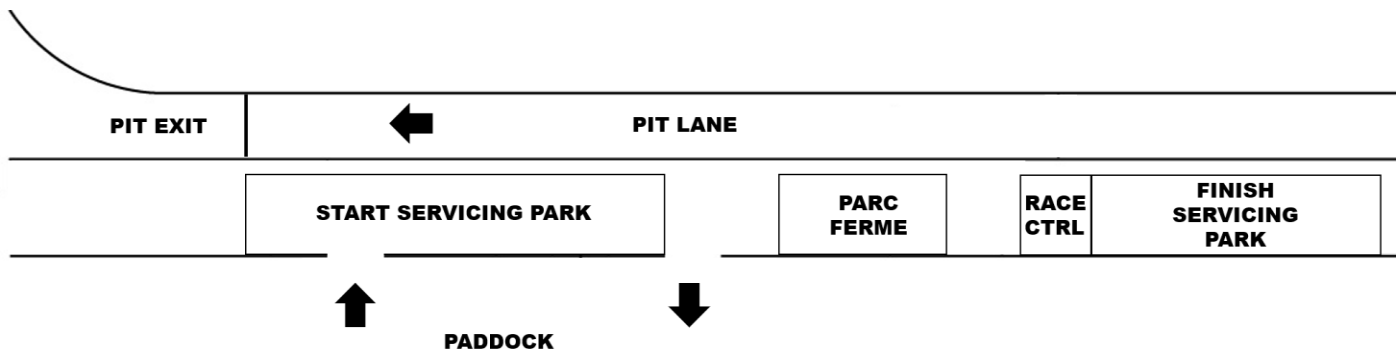 PIT EXIT
PIT LANE
START SERVICING PARK
PARC
FERME
RACE
CTRL
FINISH
SERVICING
PARK
PADDOCK